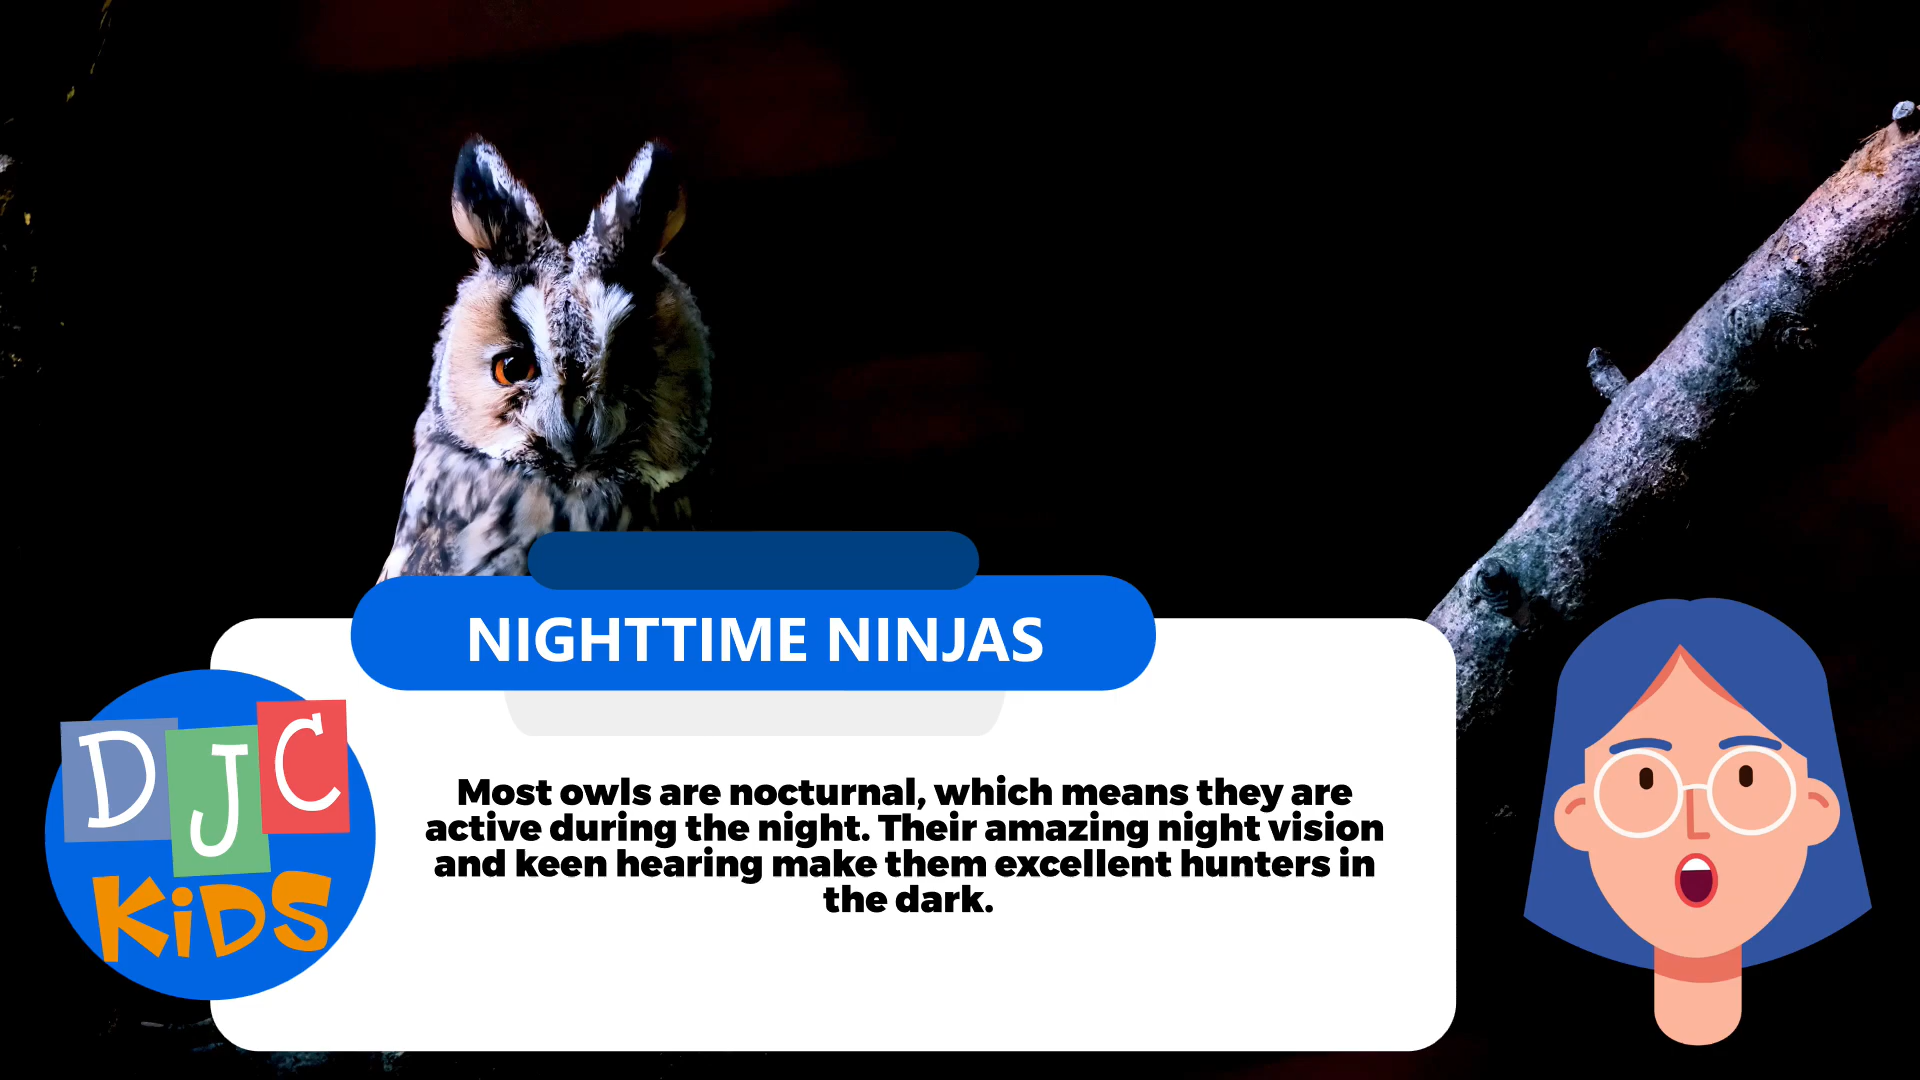 NIGHTTIME NINJAS
DJC
KiDS
Most owls are nocturnal, which means they are
active during the night. Their amazing night vision
and keen hearing make them excellent hunters in
the dark.